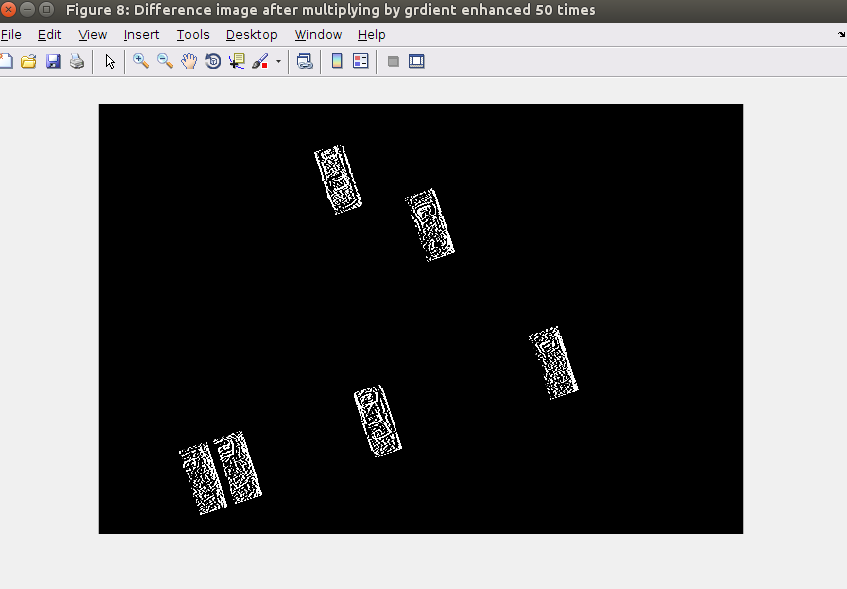 Figure 8: Difference image after multiplying by grdient enhanced 50 times
File Edit View Insert Tools Desktop Window Help